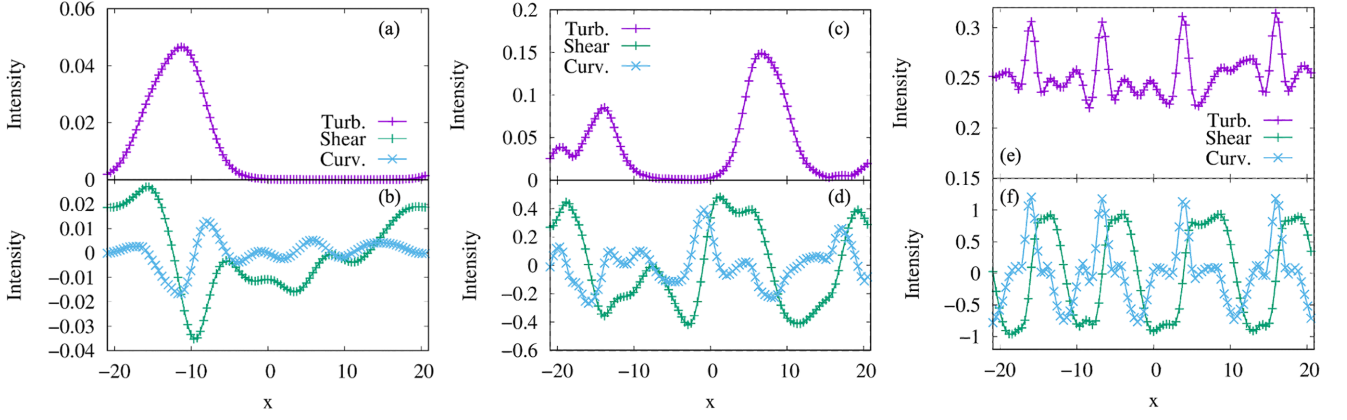 (a)
0.06
0.04
0.02
0
Intensity
Turb.
Shear
Curv.
(b)
0.02
0.01
0
−0.01
−0.02
−0.03
−0.04
Intensity
−20 −10 0 10 20
x
(c)
0.2
0.15
0.1
0.05
0
Intensity
Turb.
Shear
Curv.
(d)
0.4
0.2
0
−0.2
−0.4
−0.6
Intensity
−20 −10 0 10 20
x
0.3
0.25
0.2
0.15
Intensity
Turb.
Shear
Curv.
(e)
(f)
1
0.5
0
−0.5
−1
Intensity
−20 −10 0 10 20
x